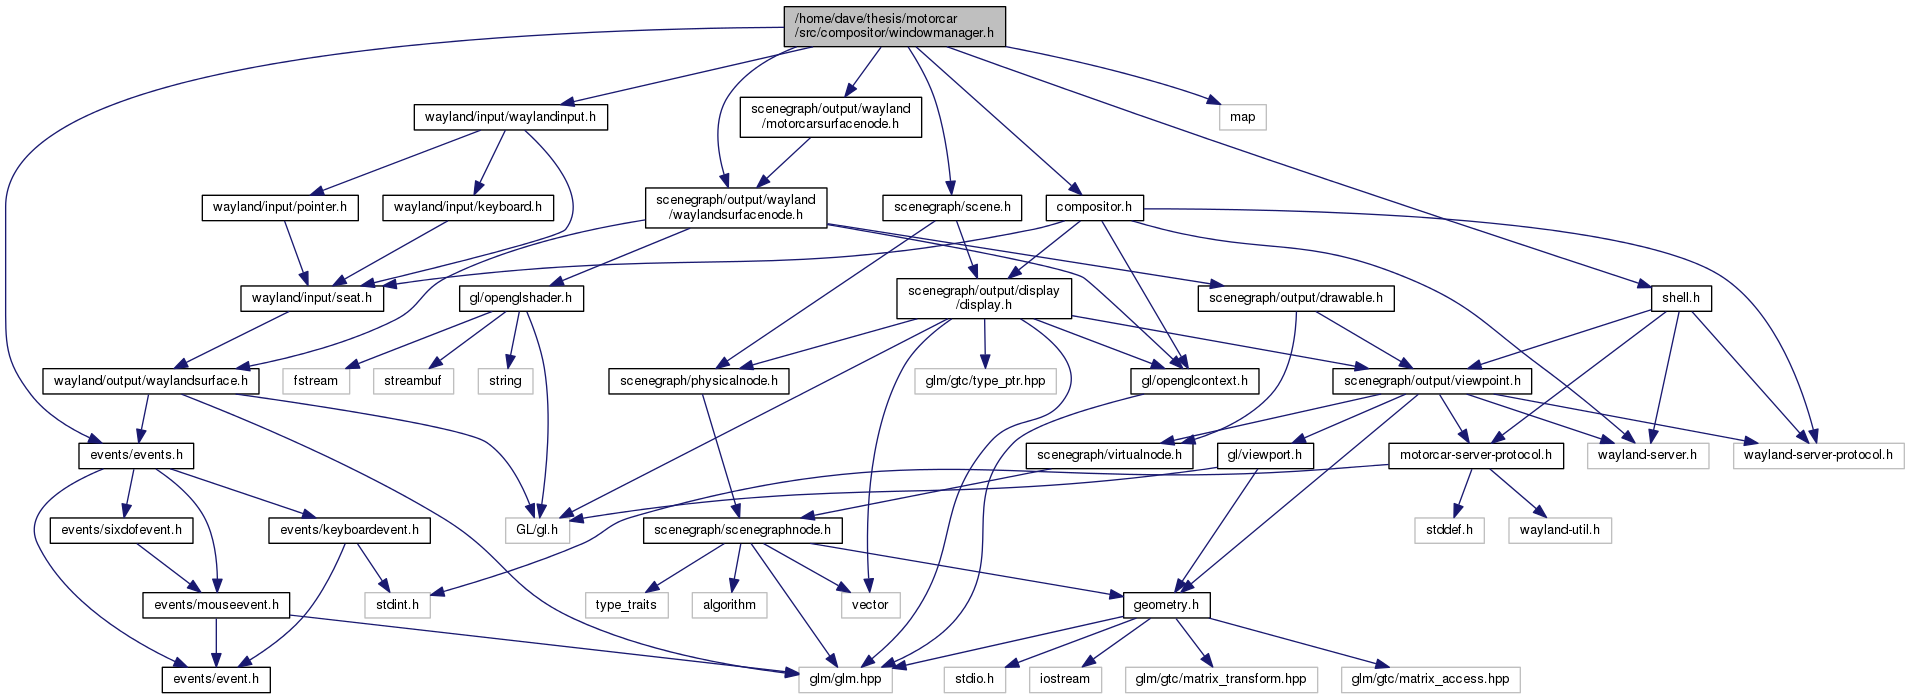 /home/dave/thesis/motorcar
/src/compositor/windowmanager.h
wayland/input/waylandinput.h
scenegraph/output/wayland
/motorcarsurfacenode.h
map
wayland/input/pointer.h
wayland/input/keyboard.h
scenegraph/output/wayland
/waylandsurfacenode.h
scenegraph/scene.h
compositor.h
wayland/input/seat.h
gl/openglshader.h
scenegraph/output/display
/display.h
scenegraph/output/drawable.h
shell.h
wayland/output/waylandsurface.h
fstream
streambuf
string
scenegraph/physicalnode.h
glm/gtc/type_ptr.hpp
gl/openglcontext.h
scenegraph/output/viewpoint.h
events/events.h
scenegraph/virtualnode.h
gl/viewport.h
motorcar-server-protocol.h
wayland-server.h
wayland-server-protocol.h
events/sixdofevent.h
events/keyboardevent.h
GL/gl.h
scenegraph/scenegraphnode.h
stddef.h
wayland-util.h
events/mouseevent.h
stdint.h
type_traits
algorithm
vector
geometry.h
events/event.h
glm/glm.hpp
stdio.h
iostream
glm/gtc/matrix_transform.hpp
glm/gtc/matrix_access.hpp